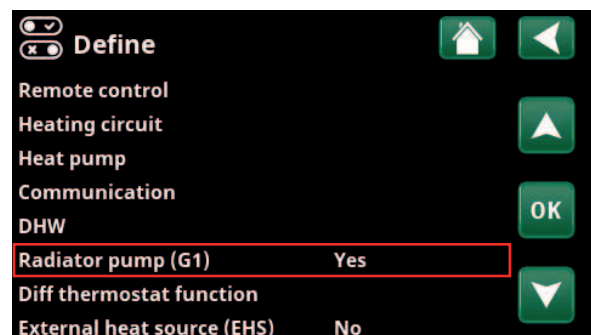 Define
Remote control
Heating circuit
Heat pump
Communication
DHW
OK
Radiator pump (G1) Yes
Diff thermostat function
External heat source (EHS) No